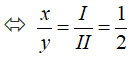 ⇔ x/y = I/II = 1/2